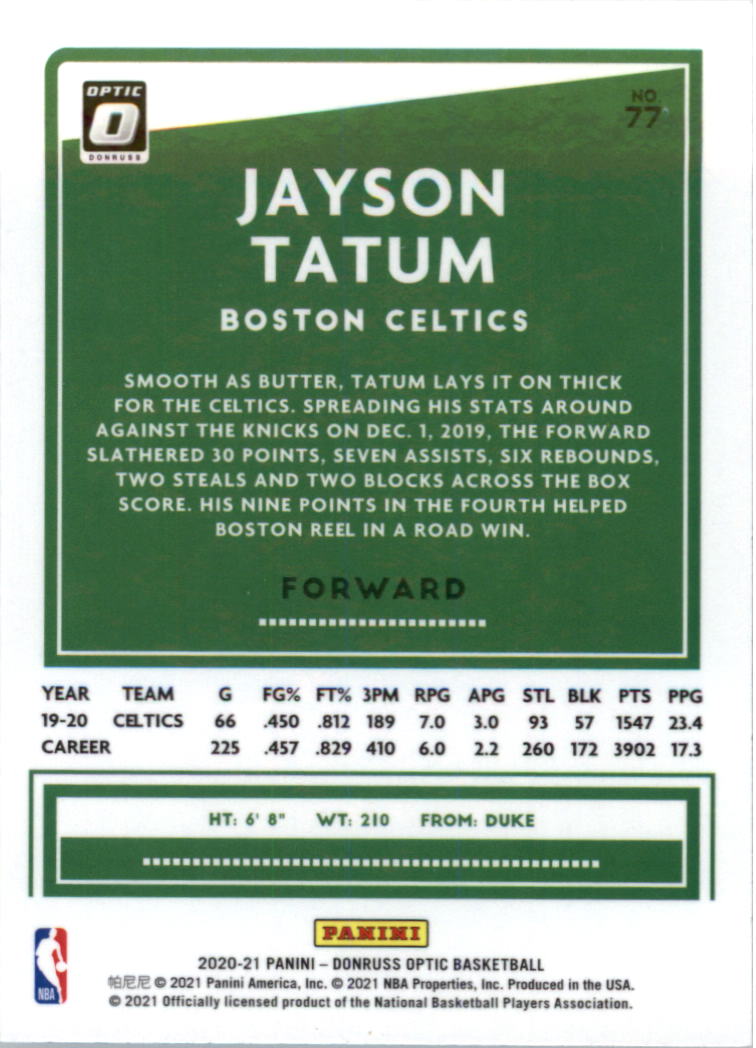 OPTIC
O
DONRUSS
NO.
77
JAYSON
TATUM
BOSTON CELTICS
SMOOTH AS BUTTER, TATUM LAYS IT ON THICK
FOR THE CELTICS. SPREADING HIS STATS AROUND
AGAINST THE KNICKS ON DEC. 1, 2019, THE FORWARD
SLATHERED 30 POINTS, SEVEN ASSISTS, SIX REBOUNDS,
TWO STEALS AND TWO BLOCKS ACROSS THE BOX
SCORE. HIS NINE POINTS IN THE FOURTH HELPED
BOSTON REEL IN A ROAD WIN.
FORWARD
YEAR TEAM G FG% FT% 3PM RPG APG STL BLK PTS PPG
19-20 CELTICS 66 .450 .812 189 7.0 3.0 93 57 1547 23.4
CAREER 225 .457 .829 410 6.0 2.2 260 172 3902 17.3
HT: 6' 8" WT: 210 FROM: DUKE
PANINI
NBA
2020-21 PANINI – DONRUSS OPTIC BASKETBALL
帕尼尼 © 2021 Panini America, Inc. © 2021 NBA Properties, Inc. Produced in the USA.
© 2021 Officially licensed product of the National Basketball Players Association.